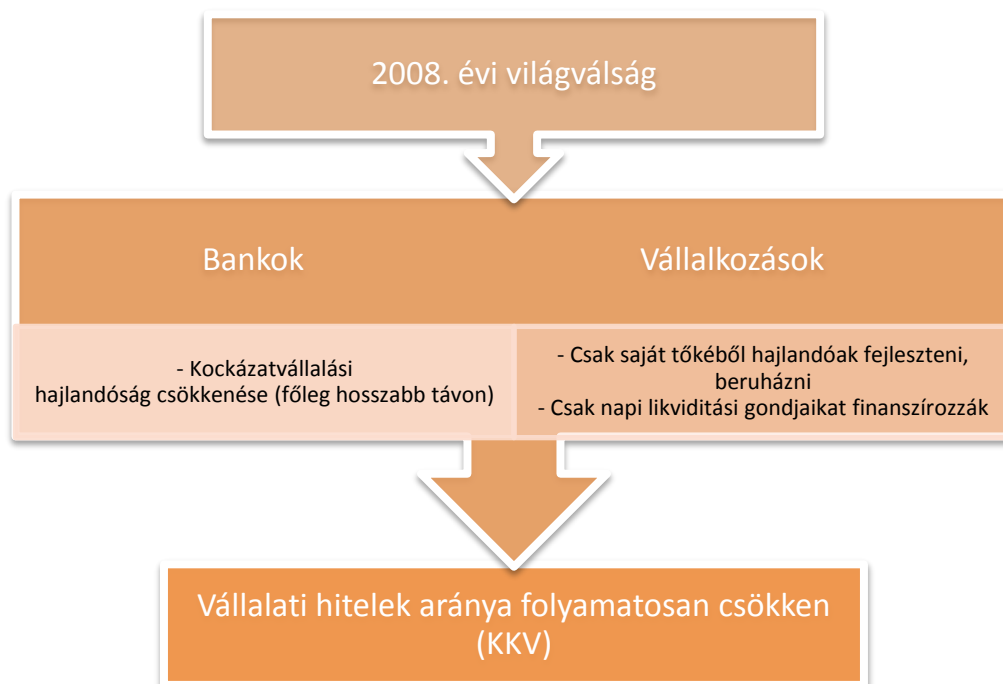 2008. évi világválság
Bankok
Vállalkozások
- Kockázatvállalási
hajlandóság csökkenése (főleg hosszabb távon)
- Csak saját tőkéből hajlandóak fejleszteni,
beruházni
- Csak napi likviditási gondjaikat finanszírozzák
Vállalati hitelek aránya folyamatosan csökken
(KKV)